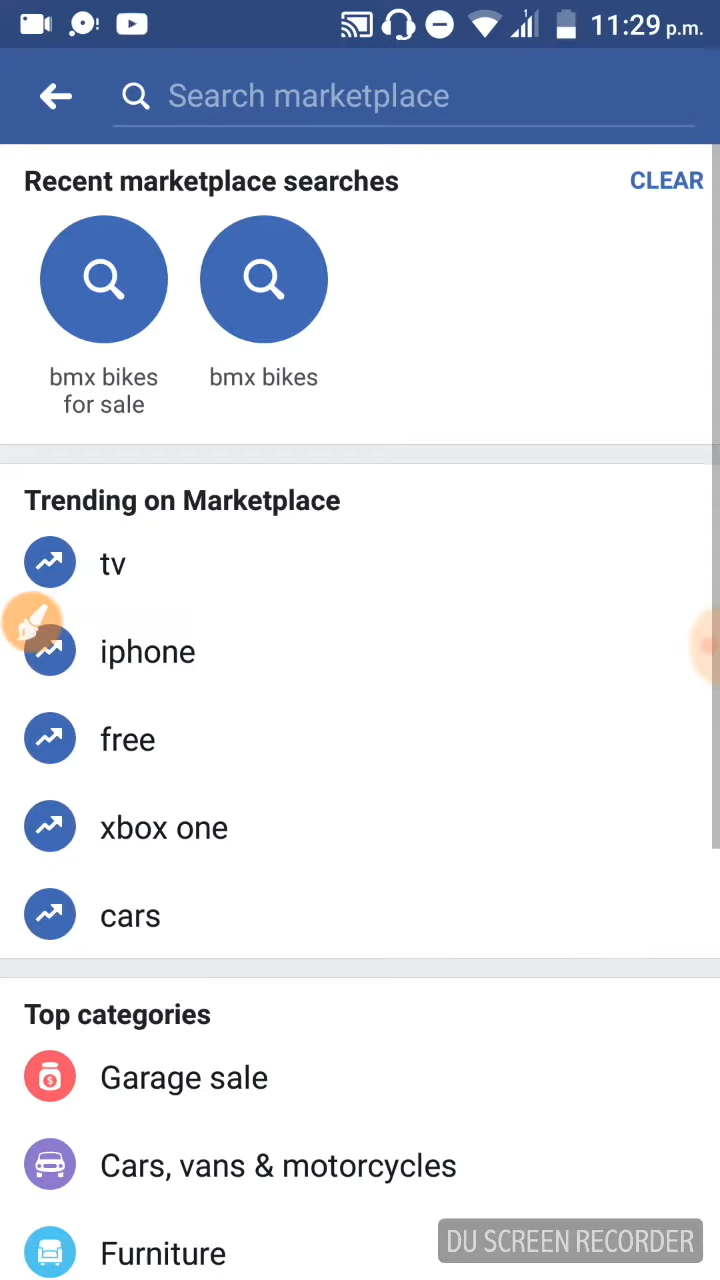 11:29 p.m.
Search marketplace
Recent marketplace searches
CLEAR
bmx bikes
for sale
bmx bikes
Trending on Marketplace
tv
iphone
free
xbox one
cars
Top categories
Garage sale
Cars, vans & motorcycles
Furniture
DU SCREEN RECORDER